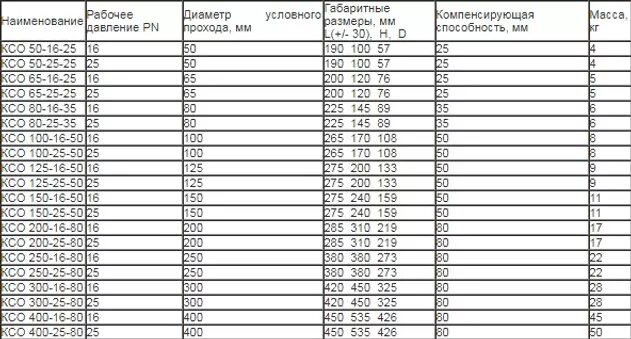 Наименование Рабочее давление PN Диаметр условного прохода, мм Габаритные размеры, мм L(+/- 30), H, D Компенсирующая способность, мм Масса, кг
КСО 50-16-25 16 50 190 100 57 25 4
КСО 50-25-25 25 50 190 100 57 25 4
КСО 65-16-25 16 65 200 120 76 25 5
КСО 65-25-25 25 65 200 120 76 25 5
КСО 80-16-35 16 80 225 145 89 35 6
КСО 80-25-35 25 80 225 145 89 35 6
КСО 100-16-50 16 100 265 170 108 50 8
КСО 100-25-50 25 100 265 170 108 50 8
КСО 125-16-50 16 125 275 200 133 50 9
КСО 125-25-50 25 125 275 200 133 50 9
КСО 150-16-50 16 150 275 240 159 50 11
КСО 150-25-50 25 150 275 240 159 50 11
КСО 200-16-80 16 200 285 310 219 80 17
КСО 200-25-80 25 200 285 310 219 80 17
КСО 250-16-80 16 250 380 380 273 80 22
КСО 250-25-80 25 250 380 380 273 80 22
КСО 300-16-80 16 300 420 450 325 80 28
КСО 300-25-80 25 300 420 450 325 80 28
КСО 400-16-80 16 400 450 535 426 80 45
КСО 400-25-80 25 400 450 535 426 80 50